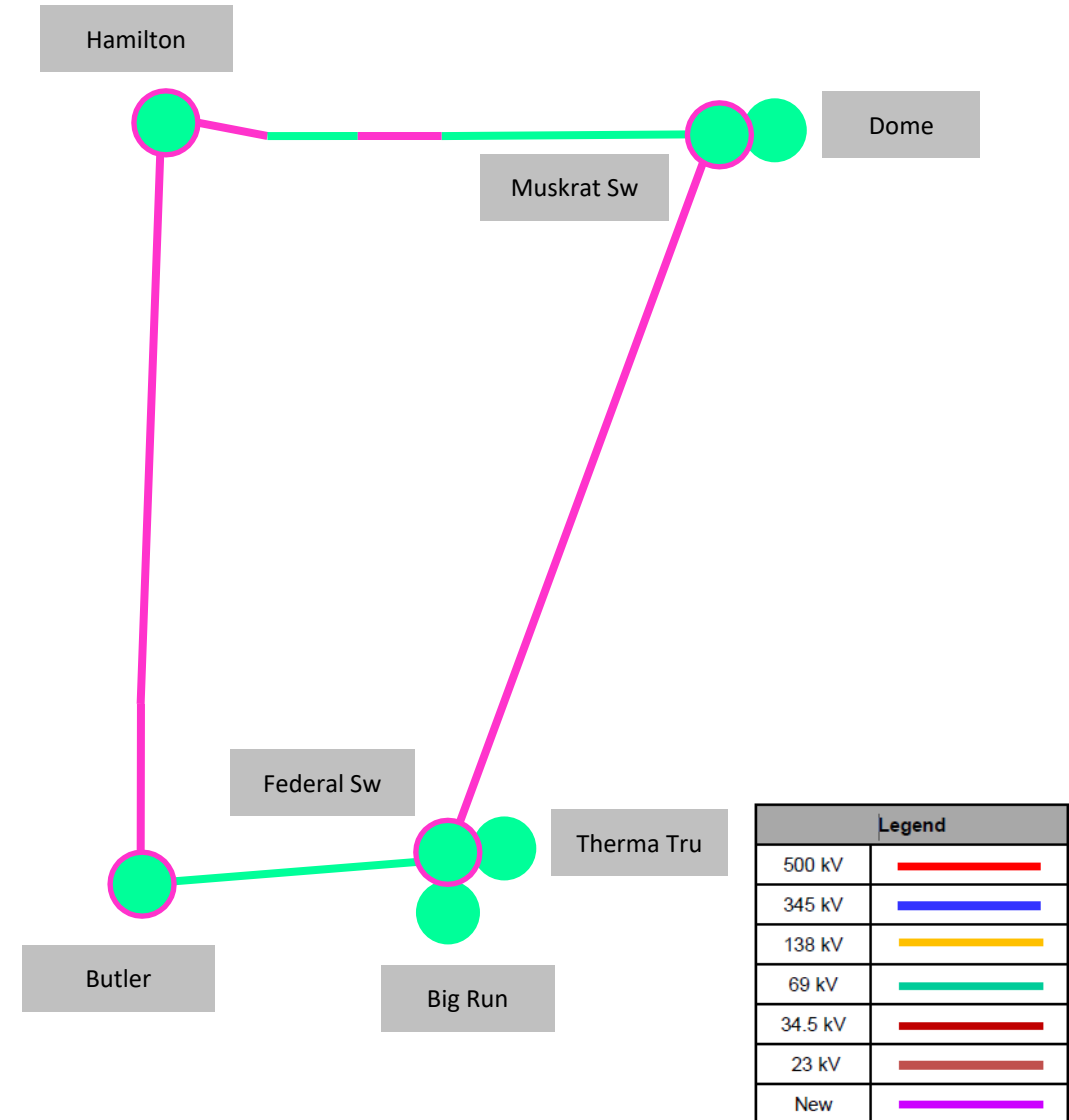 Hamilton
Dome
Muskrat Sw
Federal Sw
Therma Tru
Butler
Big Run
Legend
500 kV
345 kV
138 kV
69 kV
34.5 kV
23 kV
New